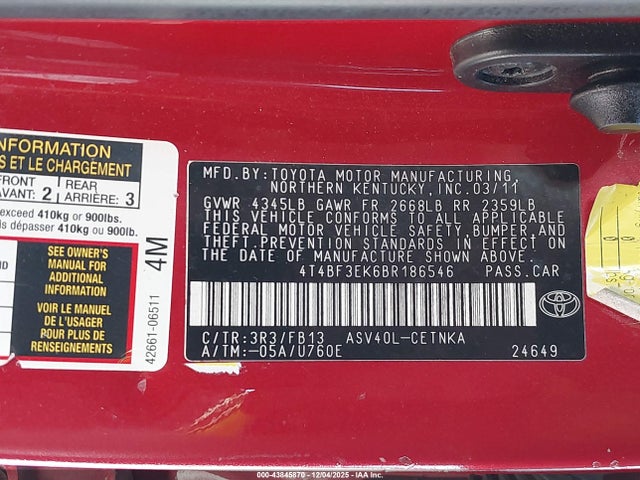 INFORMATION
S ET LE CHARGEMENT
FRONT
AVANT: 2
REAR
ARRIÈRE: 3
exceed 410kg or 900lbs.
is dépasser 410kg ou 900lb.
SEE OWNER'S
MANUAL FOR
ADDITIONAL
INFORMATION
VOIR LE MANUEL
DE L'USAGER
POUR PLUS DE
RENSEIGNEMENTS
4M
42661-06511
MFD.BY:TOYOTA MOTOR MANUFACTURING,
NORTHERN KENTUCKY,INC.03/11
GVWR 4345LB GAWR FR 2668LB RR 2359LB
THIS VEHICLE CONFORMS TO ALL APPLICABLE
FEDERAL MOTOR VEHICLE SAFETY, BUMPER,AND
THEFT PREVENTION STANDARDS IN EFFECT ON
THE DATE OF MANUFACTURE SHOWN ABOVE.
4T4BF3EK6BR186546 PASS.CAR
C/TR:3R3/FB13 ASV40L-CETNKA
A/TM:-05A/U760E 24649
000-43845870 - 12/04/2025 - IAA Inc.